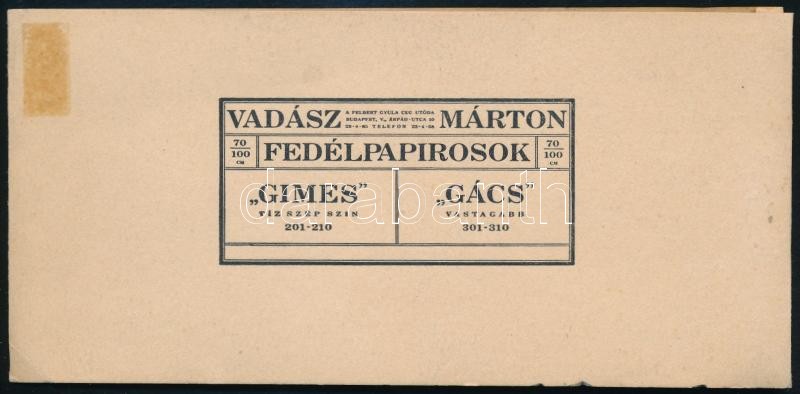 VADÁSZ MÁRTON
A FELBERT GYULA CÉG UTÓDA
BUDAPEST, V., ÁRPÁD-UTCA 10
TELEFON
70/100 CM
FEDÉLPAPIROSOK
70/100 CM
„GIMES”
TÍZ SZÉP SZÍN
201-210
„GÁCS”
VASTAGABB
301-310
darabanth